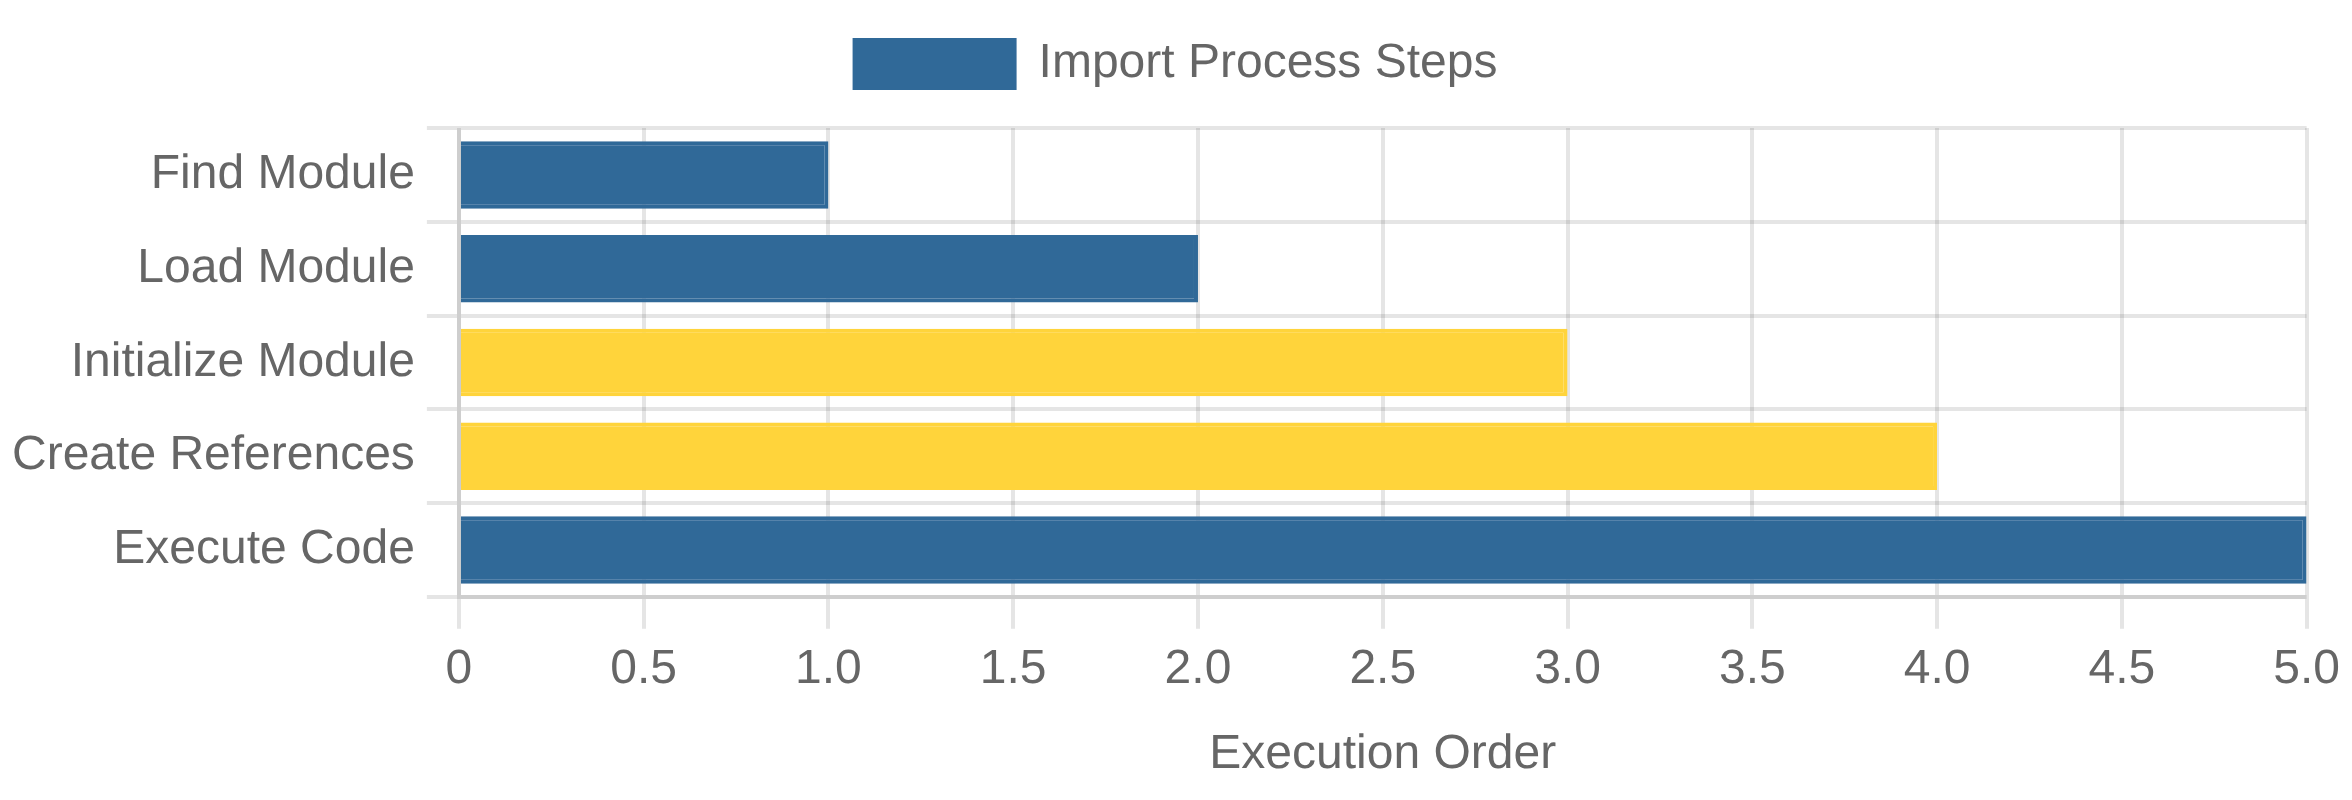 Import Process Steps
Find Module
Load Module
Initialize Module
Create References
Execute Code
0 0.5 1.0 1.5 2.0 2.5 3.0 3.5 4.0 4.5 5.0
Execution Order